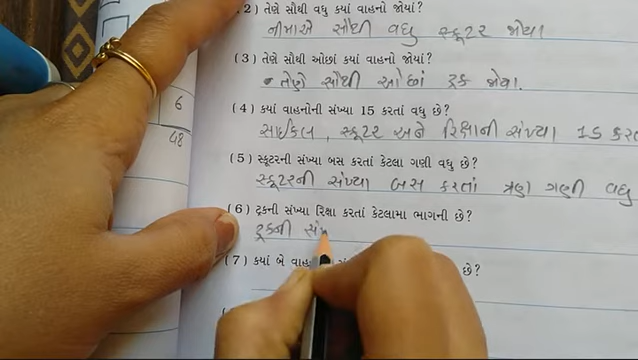 .2) તેણે સૌથી વધુ કયાં વાહનો જોયાં?
નીમાએ સૌથી વધુ સ્કૂટર જોયા
(3) તેણે સૌથી ઓછાં કયાં વાહનો જોયાં?
તેણે સૌથી ઓછાં ટ્રક જોયા.
(4) કયાં વાહનોની સંખ્યા 15 કરતાં વધુ છે?
6
સાઈકલ, સ્કૂટર અને રિક્ષાની સંખ્યા 15 કરતાં
48
(5) સ્કૂટરની સંખ્યા બસ કરતાં કેટલા ગણી વધુ છે?
સ્કૂટરની સંખ્યા બસ કરતાં ત્રણ ગણી વધુ
(6) ટ્રકની સંખ્યા રિક્ષા કરતાં કેટલામા ભાગની છે?
ટ્રકની સં
(7) કયાં બે વાહ છે?